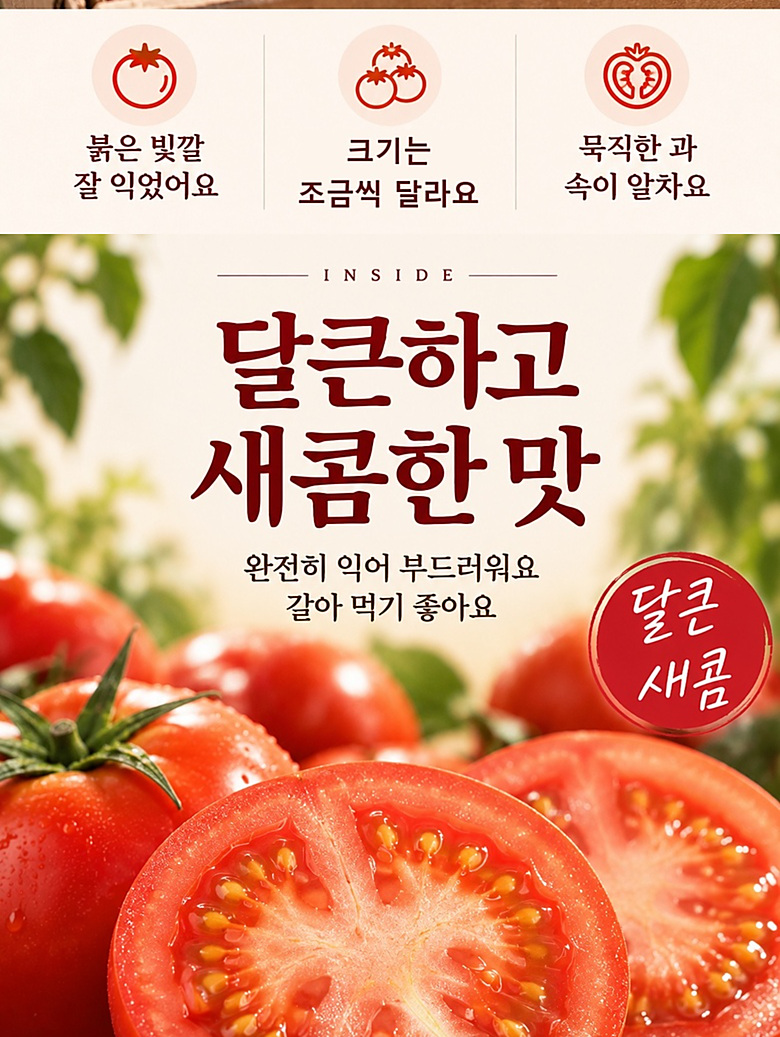 붉은 빛깔
잘 익었어요
크기는
조금씩 달라요
묵직한 과
속이 알차요
INSIDE
달큰하고
새콤한 맛
완전히 익어 부드러워요
갈아 먹기 좋아요
달큰
새콤